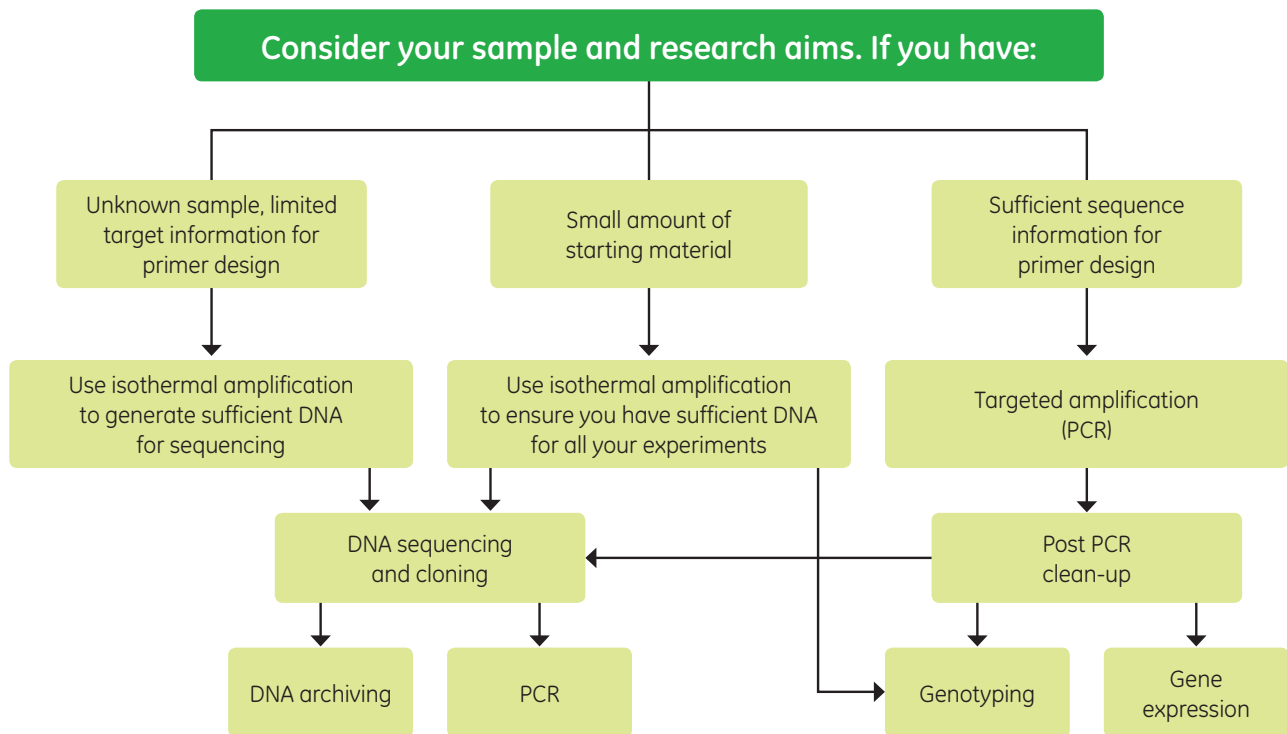 Consider your sample and research aims. If you have:
Unknown sample, limited
target information for
primer design
Small amount of
starting material
Sufficient sequence
information for
primer design
Use isothermal amplification
to generate sufficient DNA
for sequencing
Use isothermal amplification
to ensure you have sufficient DNA
for all your experiments
Targeted amplification
(PCR)
DNA sequencing
and cloning
Post PCR
clean-up
DNA archiving
PCR
Genotyping
Gene
expression